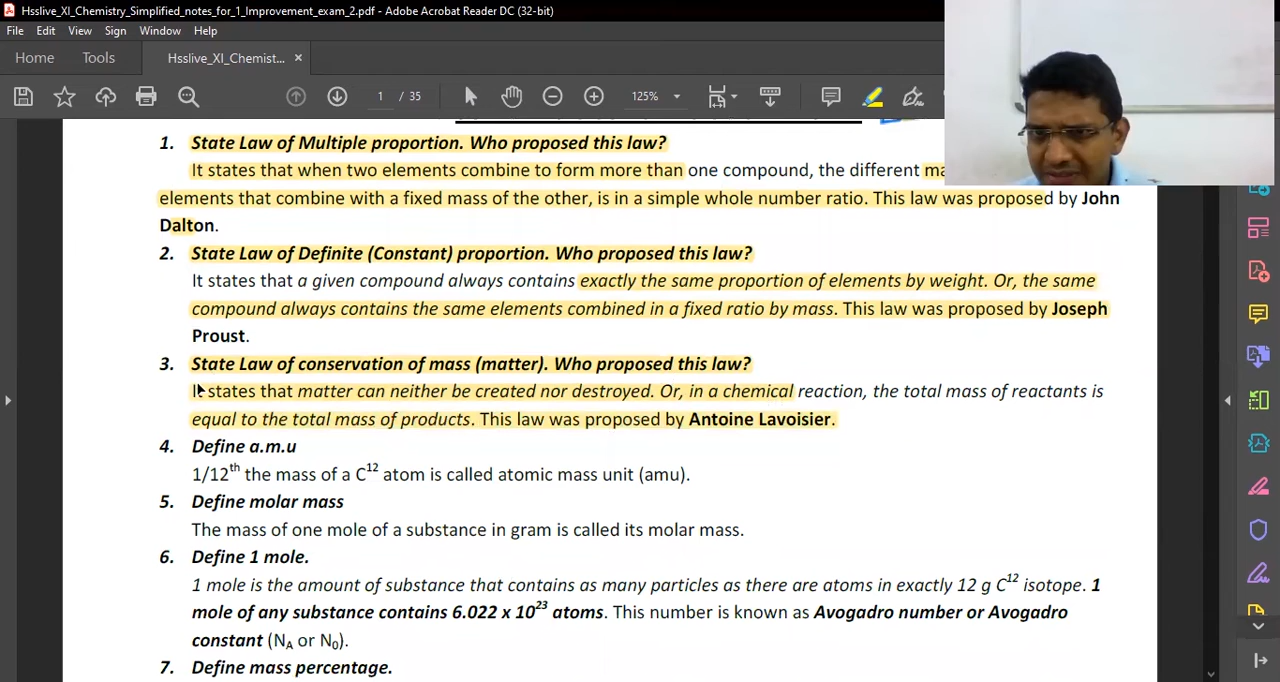 Hsslive_XI_Chemistry_Simplified_notes_for_1_Improvement_exam_2.pdf - Adobe Acrobat Reader DC (32-bit)
File Edit View Sign Window Help
Home Tools Hsslive_XI_Chemist... ×
1 / 35 125%
1. State Law of Multiple proportion. Who proposed this law?
It states that when two elements combine to form more than one compound, the different
elements that combine with a fixed mass of the other, is in a simple whole number ratio. This law was proposed by John
Dalton.
2. State Law of Definite (Constant) proportion. Who proposed this law?
It states that a given compound always contains exactly the same proportion of elements by weight. Or, the same
compound always contains the same elements combined in a fixed ratio by mass. This law was proposed by Joseph
Proust.
3. State Law of conservation of mass (matter). Who proposed this law?
It states that matter can neither be created nor destroyed. Or, in a chemical reaction, the total mass of reactants is
equal to the total mass of products. This law was proposed by Antoine Lavoisier.
4. Define a.m.u
1/12th the mass of a C12 atom is called atomic mass unit (amu).
5. Define molar mass
The mass of one mole of a substance in gram is called its molar mass.
6. Define 1 mole.
1 mole is the amount of substance that contains as many particles as there are atoms in exactly 12 g C12 isotope. 1
mole of any substance contains 6.022 x 10²³ atoms. This number is known as Avogadro number or Avogadro
constant (NA or N0).
7. Define mass percentage.